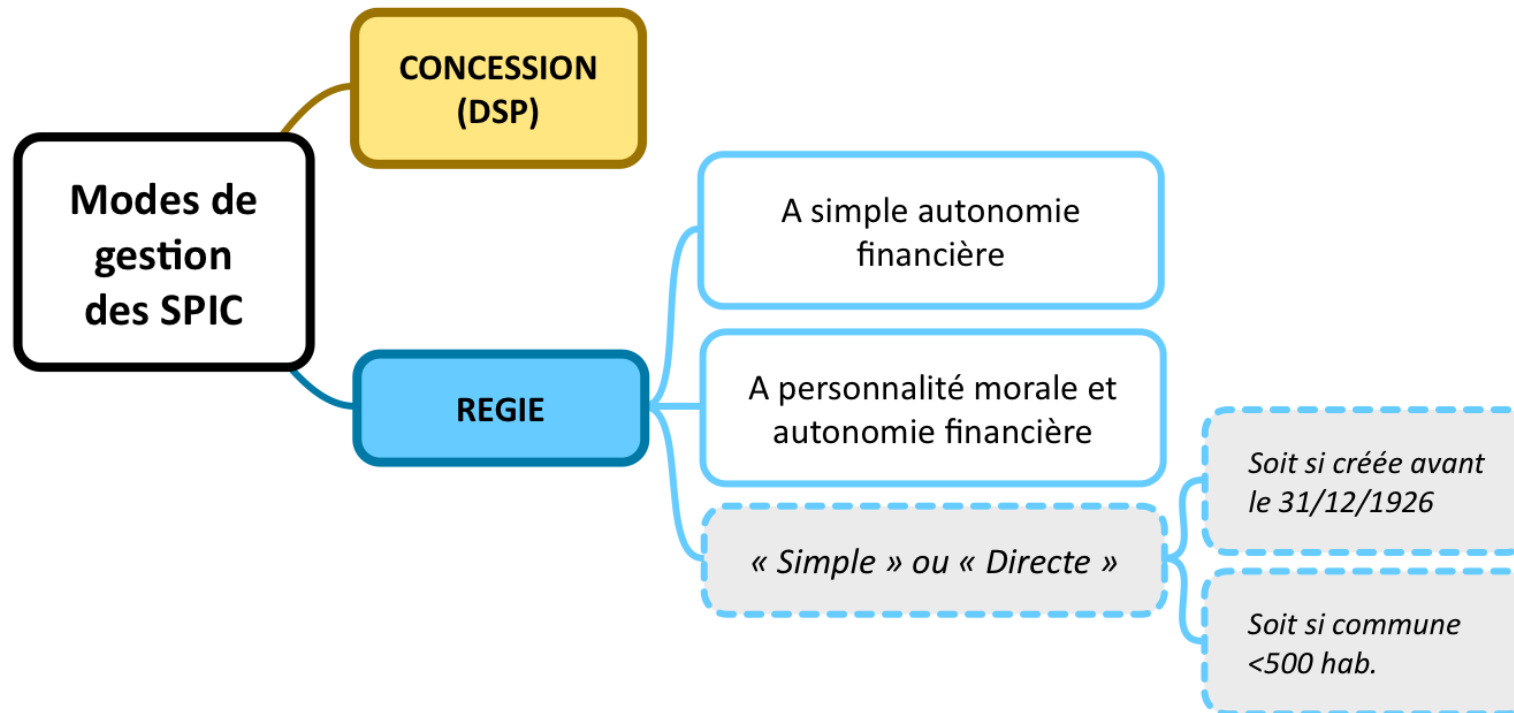 CONCESSION
(DSP)
Modes de
gestion
des SPIC
REGIE
A simple autonomie
financière
A personnalité morale et
autonomie financière
« Simple » ou « Directe »
Soit si créée avant
le 31/12/1926
Soit si commune
<500 hab.